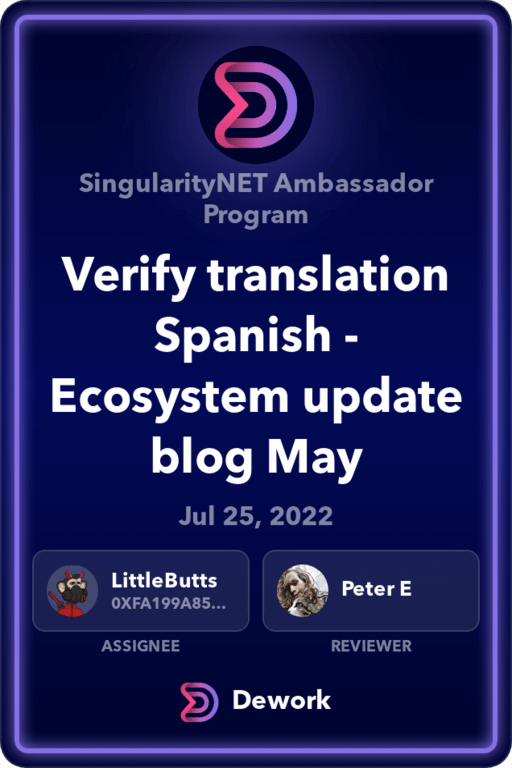 SingularityNET Ambassador
Program
Verify translation
Spanish -
Ecosystem update
blog May
Jul 25, 2022
LittleButts
0XFA199A85...
ASSIGNEE
Peter E
REVIEWER
Dework